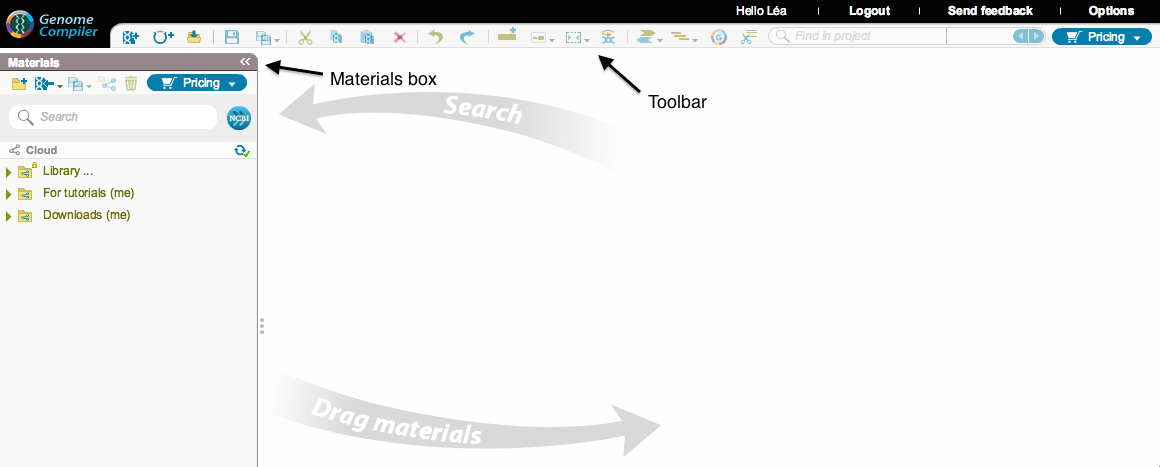 Genome
Compiler
Hello Léa
Logout
Send feedback
Options
G
Find in project
Pricing
Materials
Materials box
Toolbar
Pricing
Search
Search
NCBI
Cloud
Library ...
For tutorials (me)
Downloads (me)
Drag materials